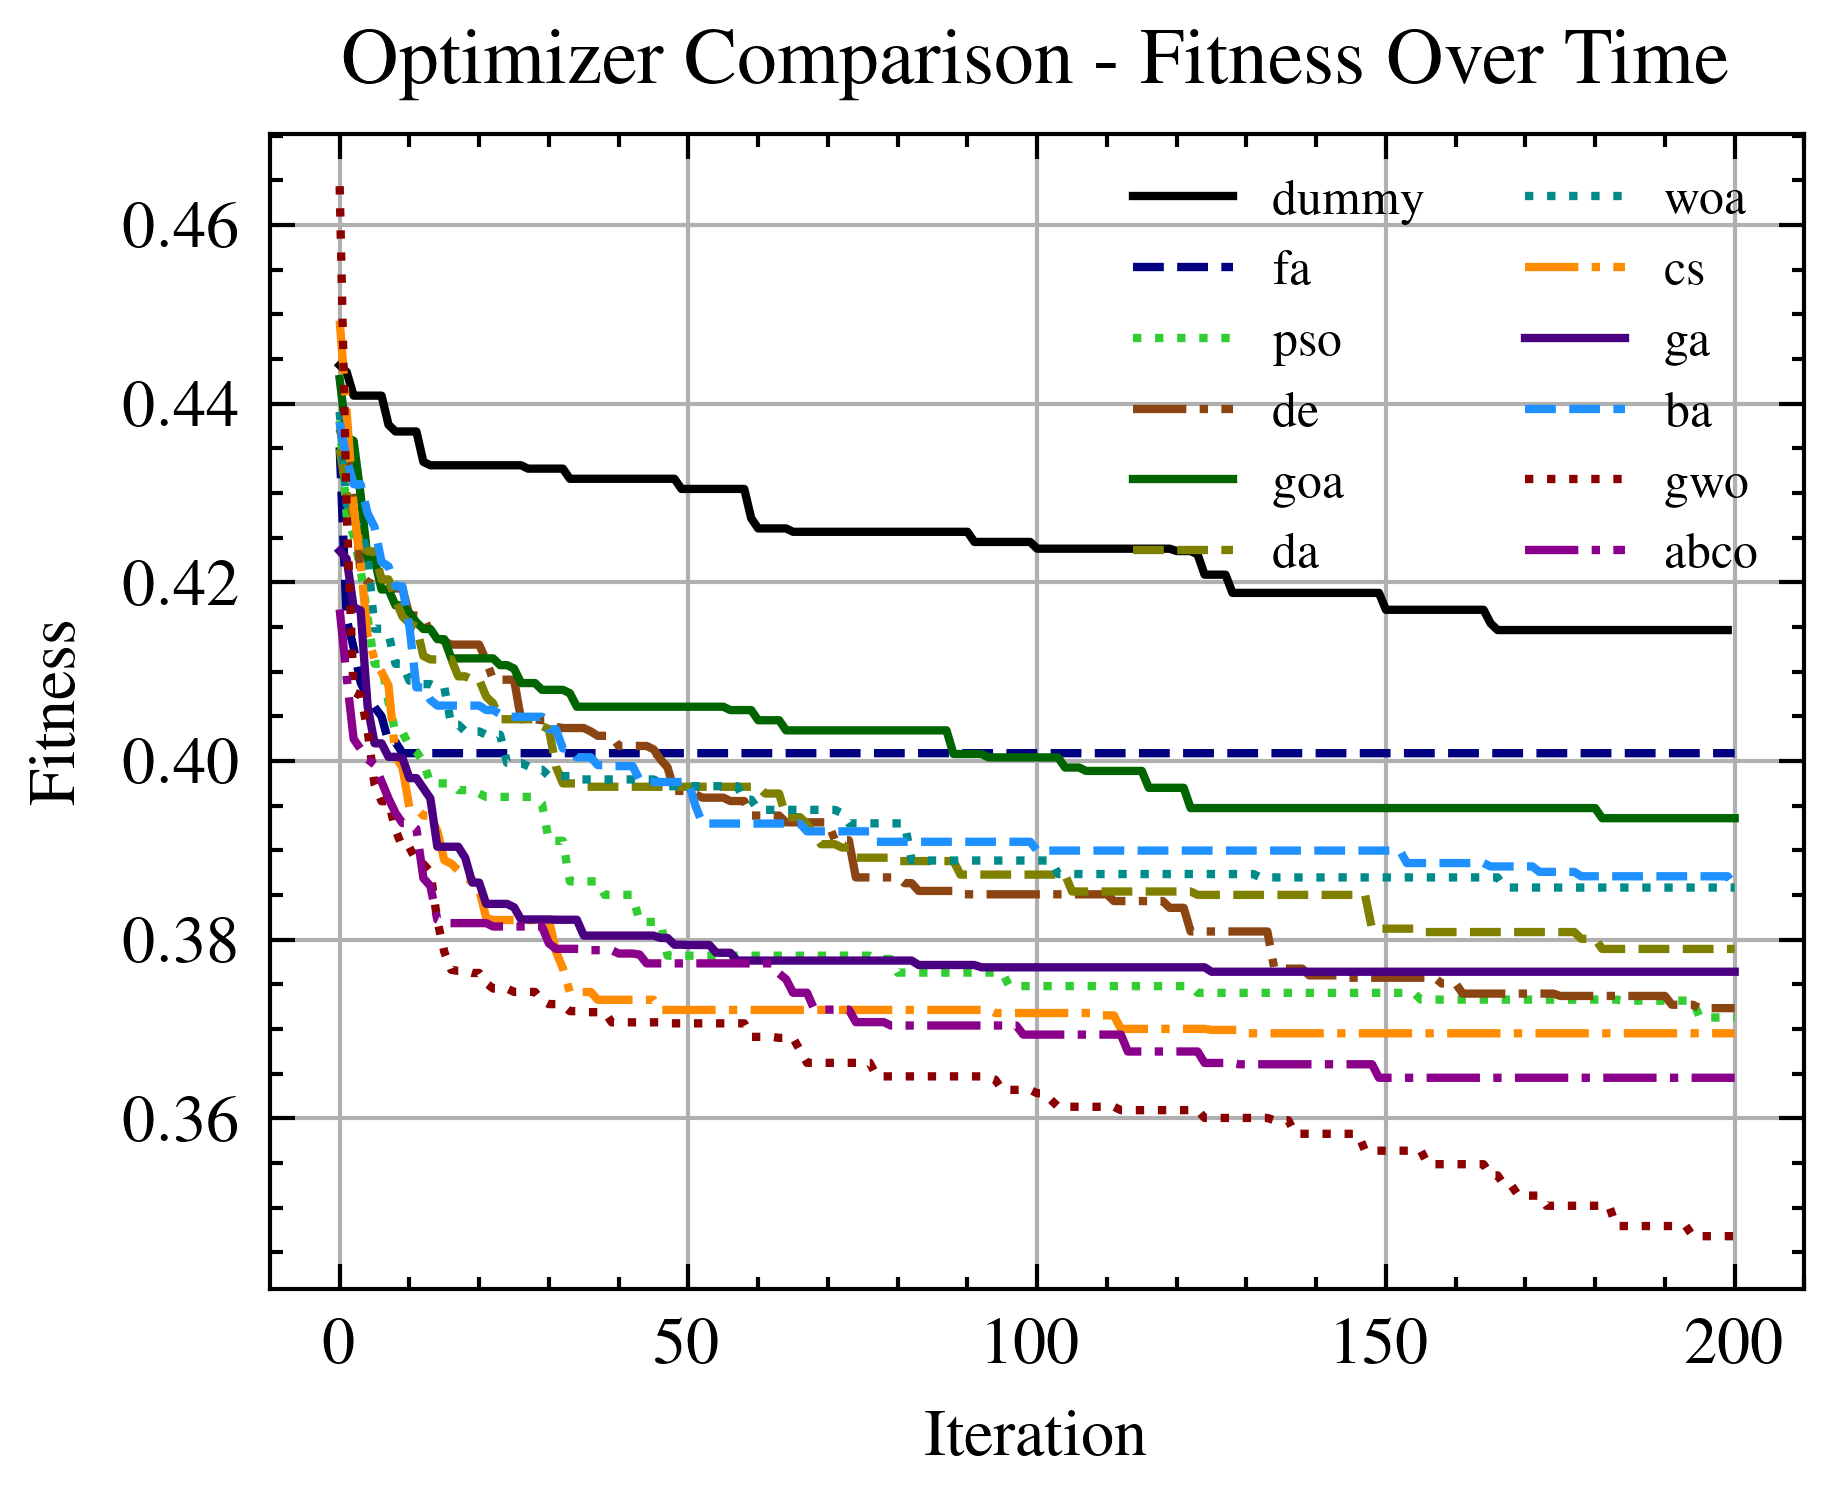 Optimizer Comparison - Fitness Over Time
Fitness
0.46
0.44
0.42
0.40
0.38
0.36
dummy
fa
pso
de
goa
da
woa
cs
ga
ba
gwo
abco
0 50 100 150 200
Iteration